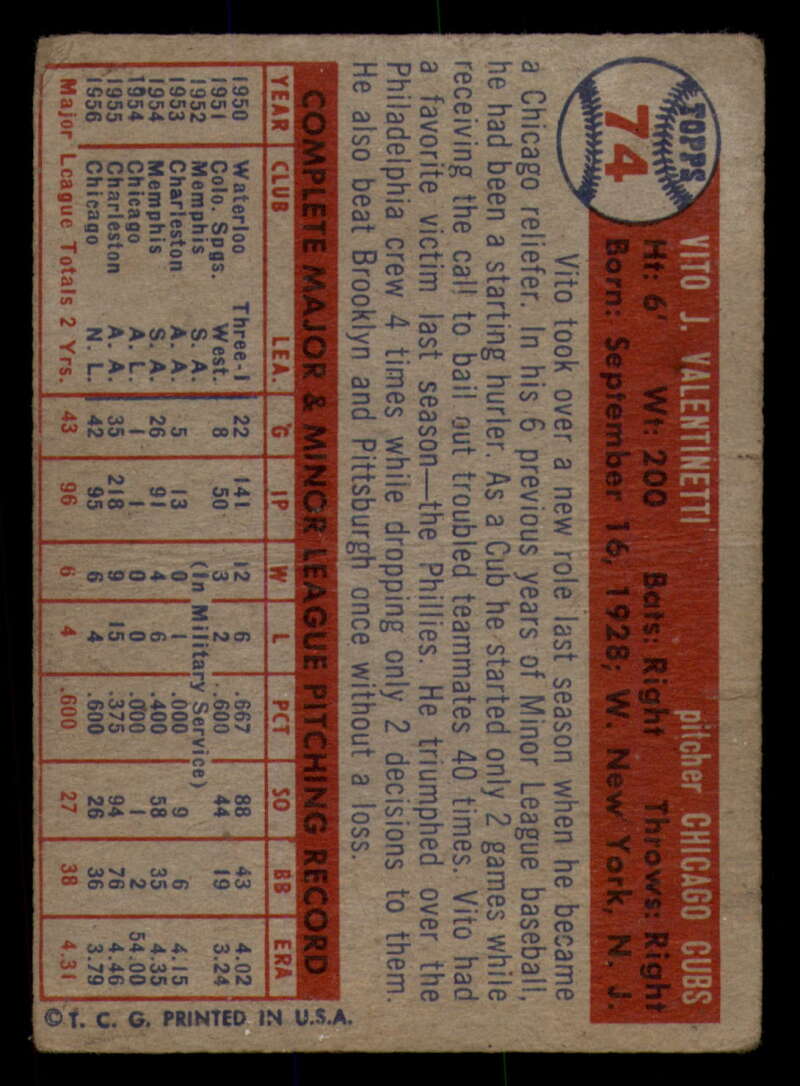 TOPPS
74
VITO J. VALENTINETTI pitcher CHICAGO CUBS
Ht: 6' Wt: 200 Bats: Right Throws: Right
Born: September 16, 1928; W. New York, N. J.
Vito took over a new role last season when he became
a Chicago reliefer. In his 6 previous years of Minor League baseball,
he had been a starting hurler. As a Cub he started only 2 games while
receiving the call to bail out troubled teammates 40 times. Vito had
a favorite victim last season—the Phillies. He triumphed over the
Philadelphia crew 4 times while dropping only 2 decisions to them.
He also beat Brooklyn and Pittsburgh once without a loss.
COMPLETE MAJOR & MINOR LEAGUE PITCHING RECORD
YEAR CLUB LEA. G IP W L PCT SO BB ERA
1950 Waterloo Three-I 22 141 12 6 .667 88 43 4.02
1951 Colo. Spgs. West. 8 50 3 2 .600 44 19 3.24
1952 Memphis S. A. (In Military Service)
1953 Charleston A. A. 5 13 0 1 .000 9 6 4.15
1954 Memphis S. A. 26 91 4 6 .400 58 35 4.35
1954 Chicago A. L. 1 1 0 0 .000 1 2 54.00
1955 Charleston A. A. 35 218 9 15 .375 94 76 4.46
1956 Chicago N. L. 42 95 6 4 .600 26 36 3.79
Major League Totals 2 Yrs. 43 96 6 4 .600 27 38 4.31
© T. C. G. PRINTED IN U.S.A.